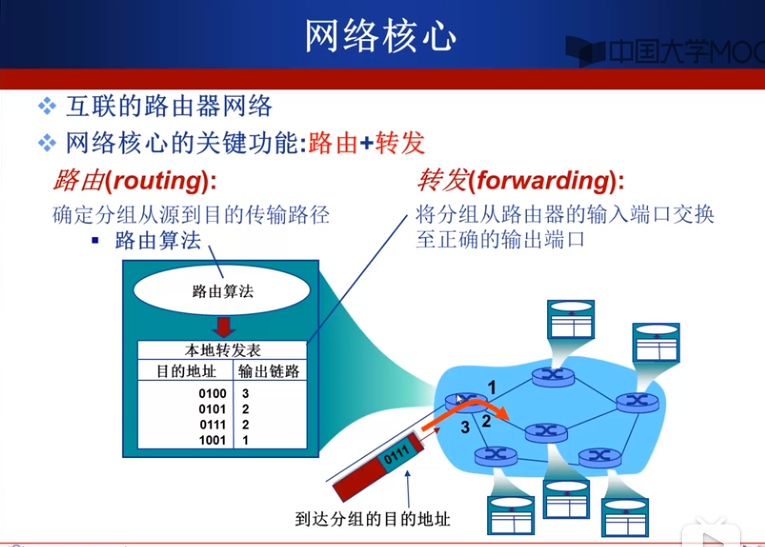 网络核心
中国大学MOO
互联的路由器网络
网络核心的关键功能:路由+转发
路由(routing):
确定分组从源到目的传输路径
路由算法
转发(forwarding):
将分组从路由器的输入端口交换
至正确的输出端口
路由算法
本地转发表
目的地址 输出链路
0100 3
0101 2
0111 2
1001 1
1
2
3
0111
到达分组的目的地址